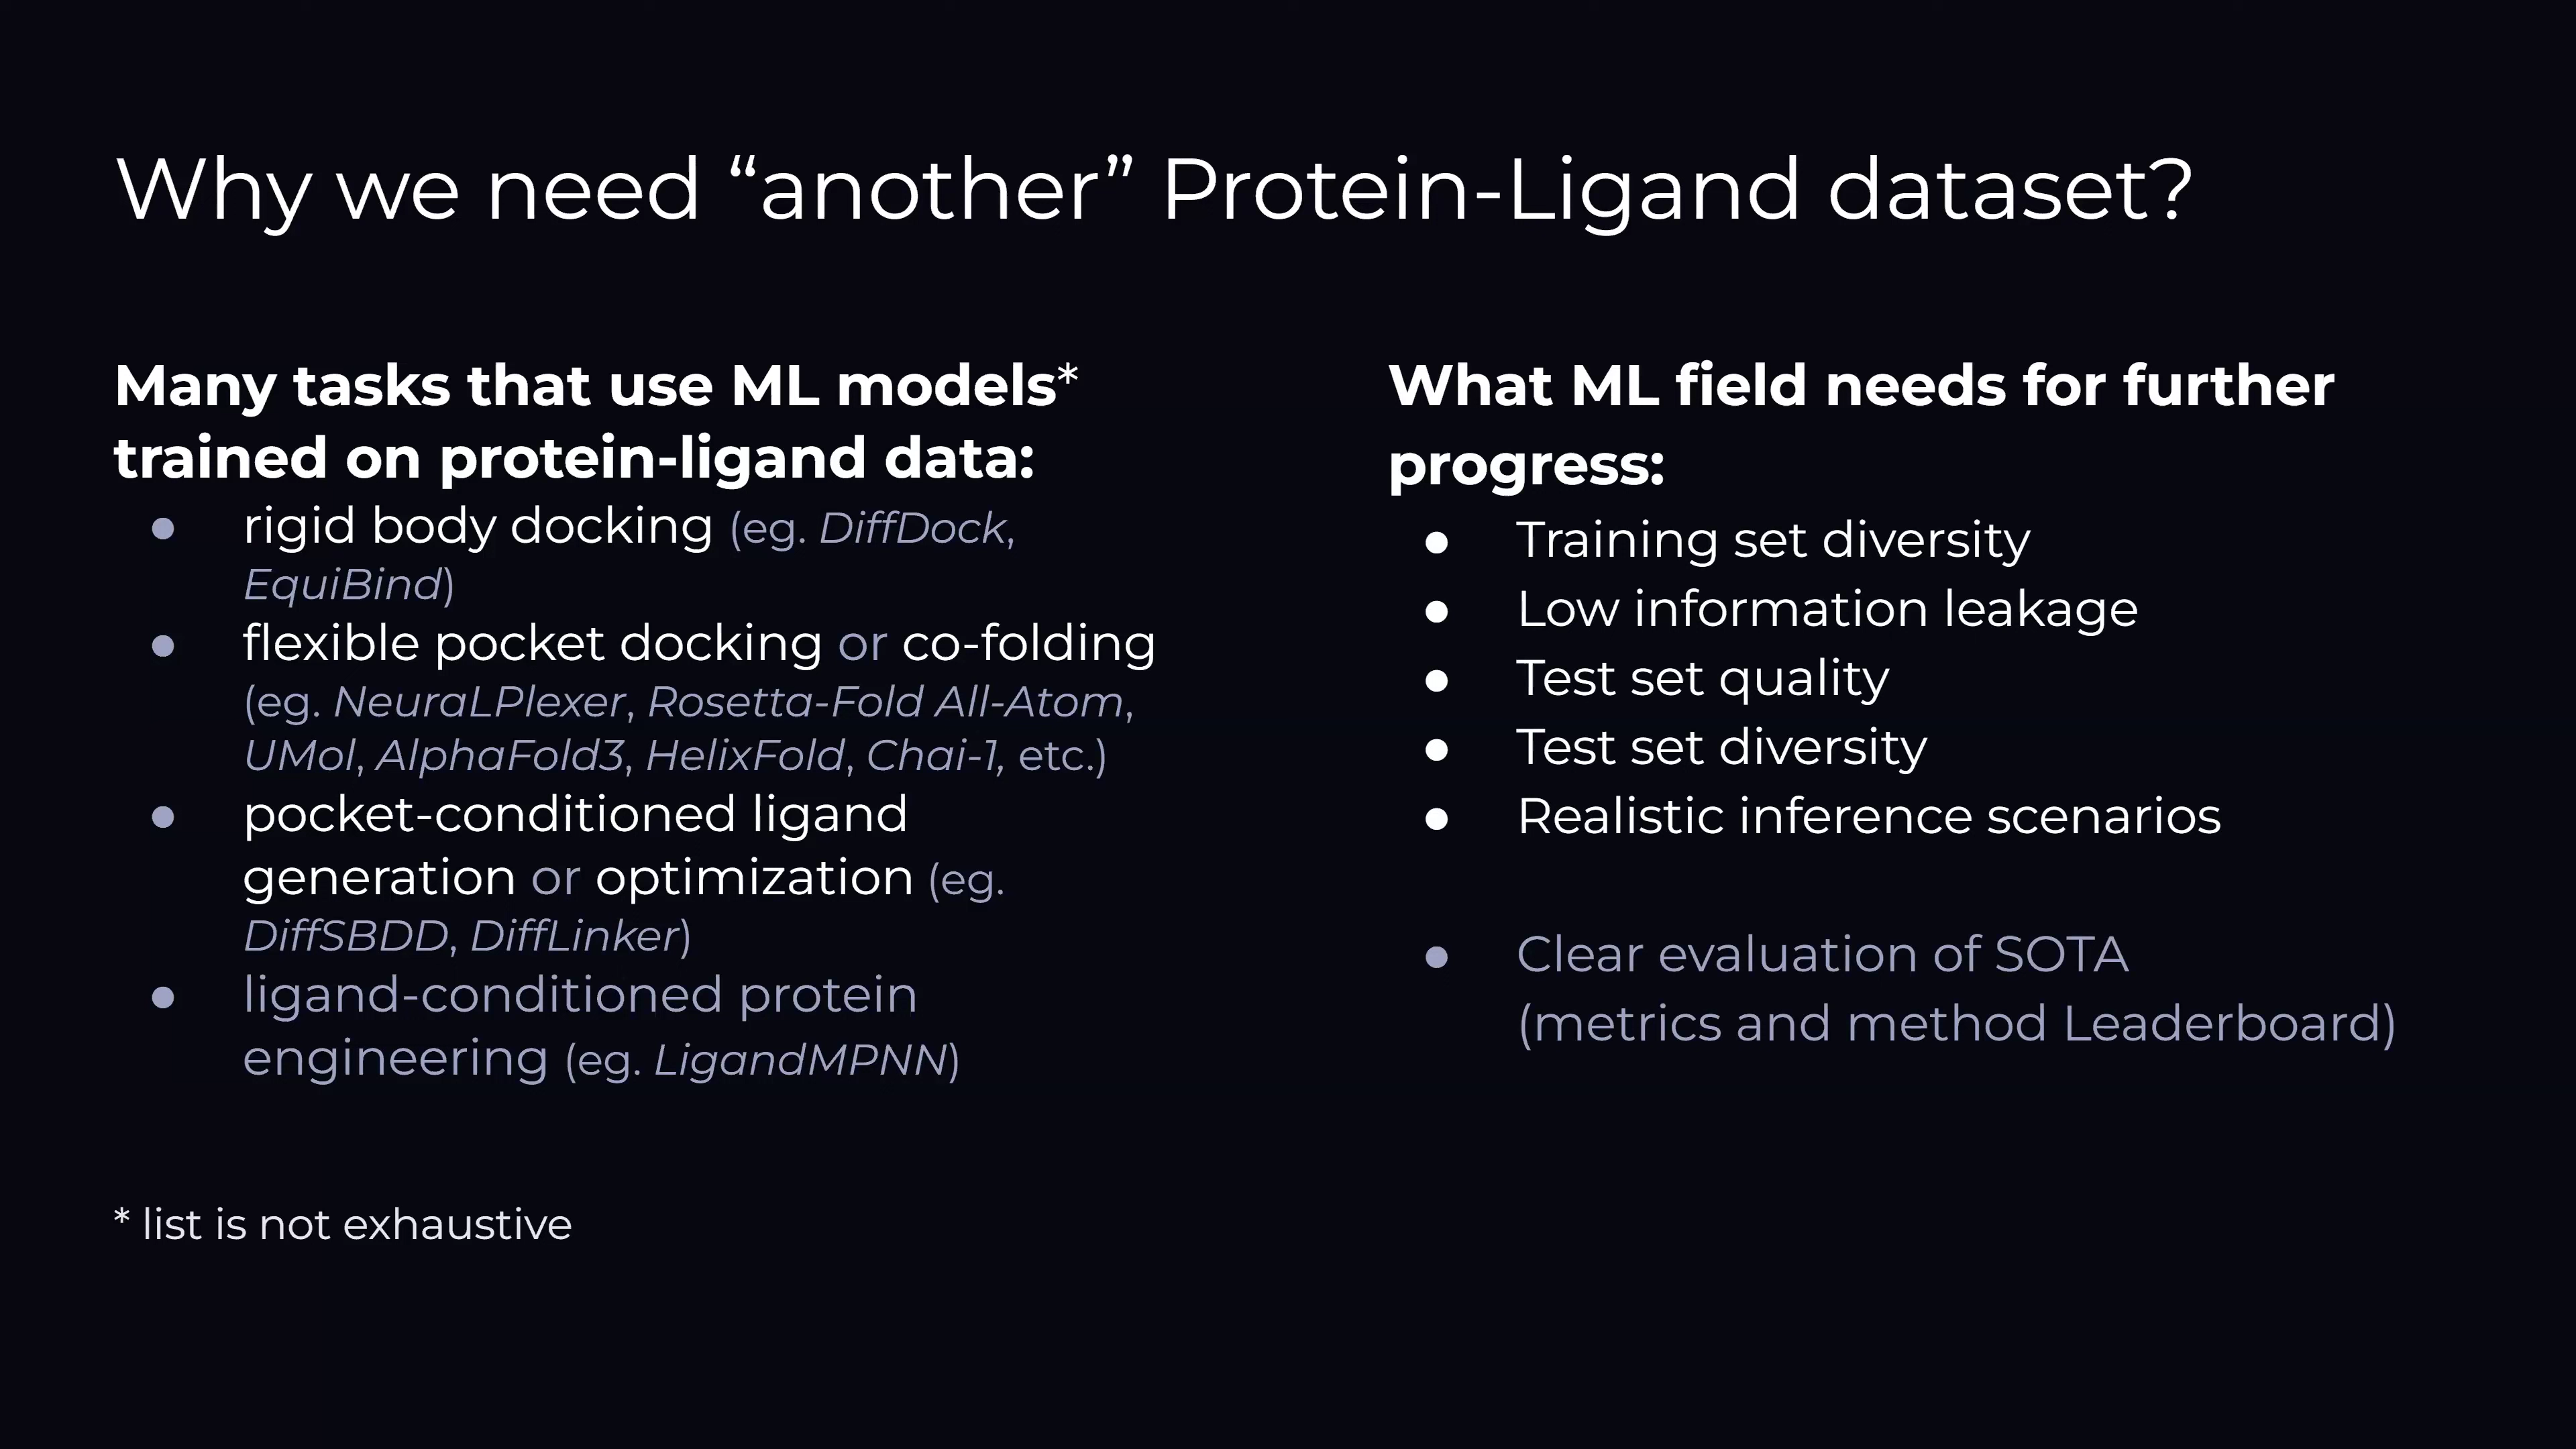 Why we need “another” Protein-Ligand dataset?
Many tasks that use ML models*
trained on protein-ligand data:
● rigid body docking (eg. DiffDock,
EquiBind)
● flexible pocket docking or co-folding
(eg. NeuraLPlexer, Rosetta-Fold All-Atom,
UMol, AlphaFold3, HelixFold, Chai-1, etc.)
● pocket-conditioned ligand
generation or optimization (eg.
DiffSBDD, DiffLinker)
● ligand-conditioned protein
engineering (eg. LigandMPNN)
* list is not exhaustive
What ML field needs for further
progress:
● Training set diversity
● Low information leakage
● Test set quality
● Test set diversity
● Realistic inference scenarios
● Clear evaluation of SOTA
(metrics and method Leaderboard)